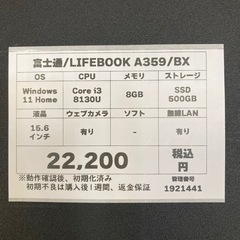 富士通/LIFEBOOK A359/BX
OS CPU メモリ ストレージ
Windows 11 Home Core i3 8130U 8GB SSD 500GB
液晶 ウェブカメラ ソフト 無線LAN
15.6インチ 有り - 有り
22,200 税込円
※動作確認後、初期化済み 管理番号
初期不良は購入後1週間、返金保証 1921441